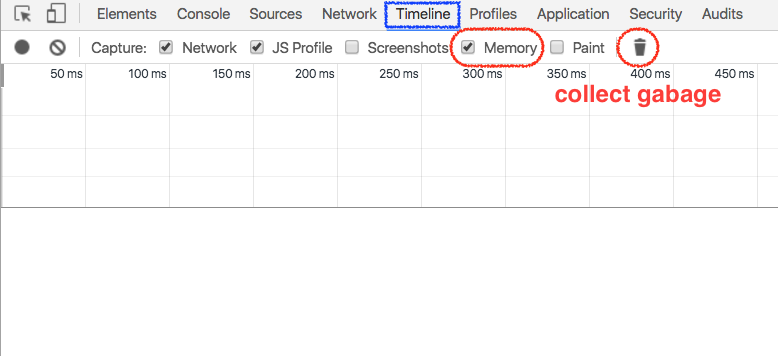 Elements Console Sources Network Timeline Profiles Application Security Audits
Capture: Network JS Profile Screenshots Memory Paint
50 ms 100 ms 150 ms 200 ms 250 ms 300 ms 350 ms 400 ms 450 ms
collect gabage